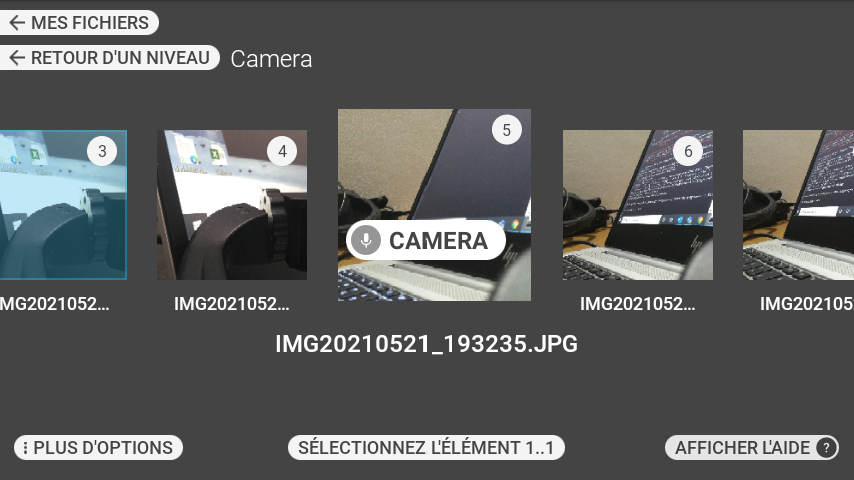 MES FICHIERS
RETOUR D'UN NIVEAU Camera
3
4
5
6
CAMERA
MG2021052...
IMG2021052...
IMG2021052...
IMG202105
IMG20210521_193235.JPG
PLUS D'OPTIONS
SÉLECTIONNEZ L'ÉLÉMENT 1..1
AFFICHER L'AIDE ?